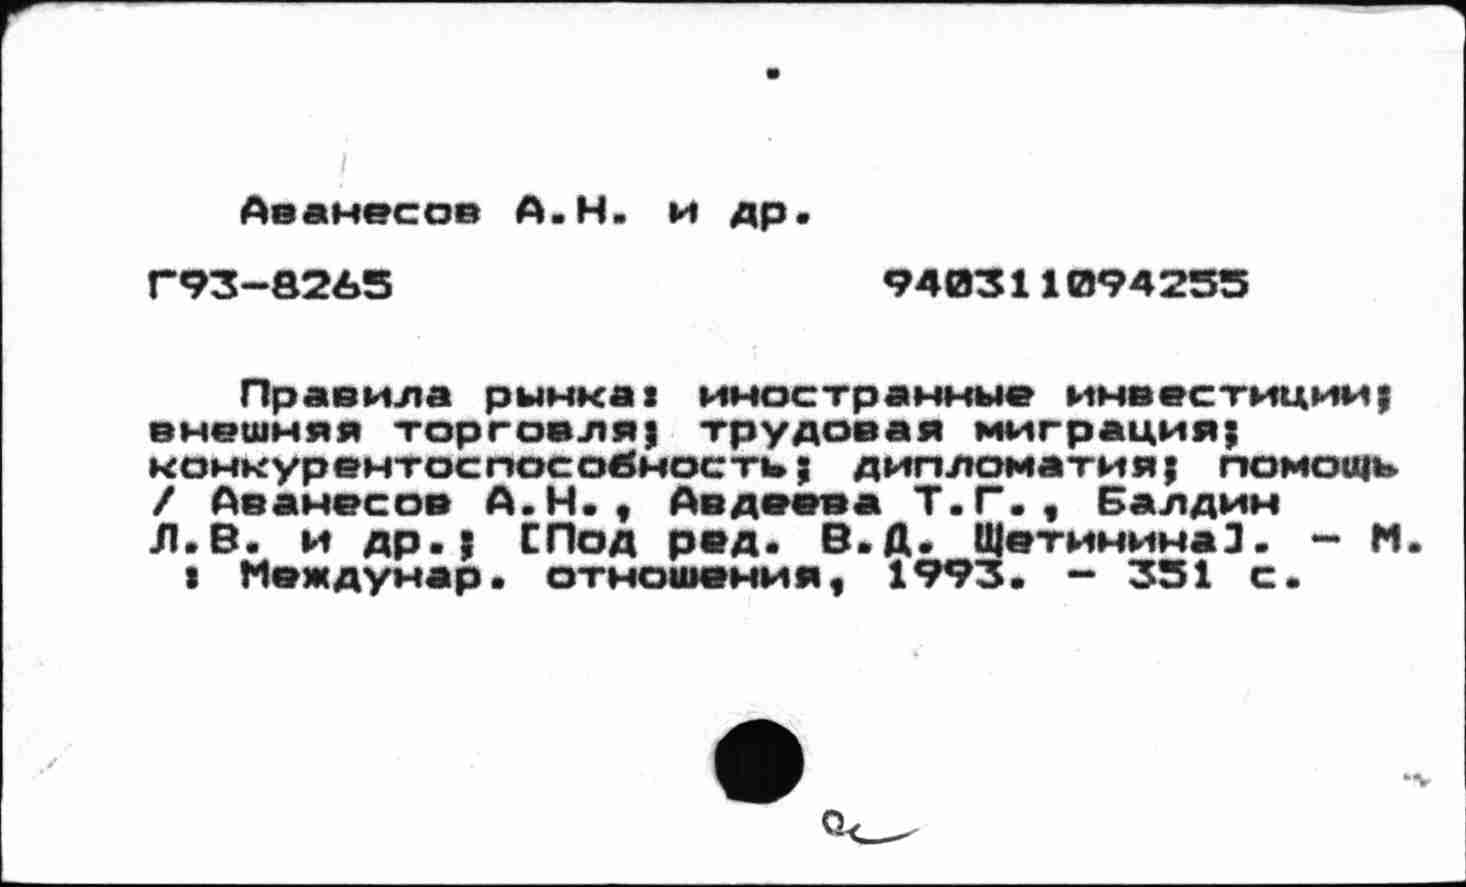 Аванесов А.Н. и др.
Г93-8265 940311094255
Правила рынка: иностранные инвестиции;
внешняя торговля; трудовая миграция;
конкурентоспособность; дипломатия; помощь
/ Аванесов А.Н., Авдеева Т.Г., Балдин
Л.В. и др.; [Под ред. В.Д. Щетинина]. - М.
: Междунар. отношения, 1993. - 351 с.